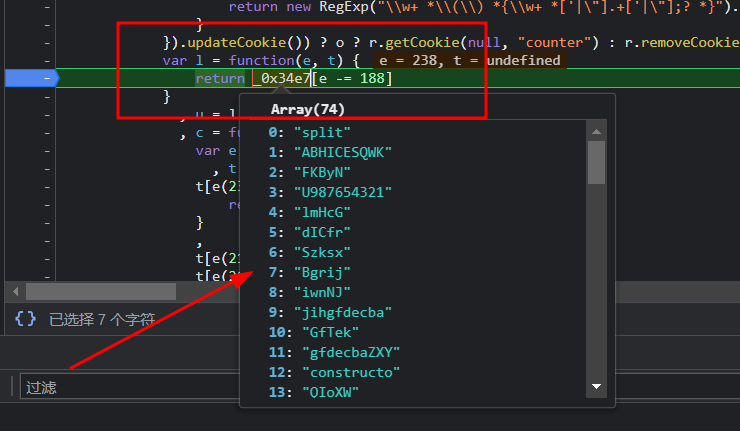 return new RegExp("\\w+ *\\(\\) *{\\w+ *['|\"].+['|\"];? *}").
}
}).updateCookie()) ? o ? r.getCookie(null, "counter") : r.removeCookie
var l = function(e, t) { e = 238, t = undefined
return _0x34e7[e -= 188]
}
Array(74)
0: "split"
1: "ABHICESQWK"
2: "FKByN"
3: "U987654321"
4: "lmHcG"
5: "dICfr"
6: "Szksx"
7: "Bgrij"
8: "iwnNJ"
9: "jihgfdecba"
10: "GfTek"
11: "gfdecbaZXY"
12: "constructo"
13: "QIoXW"
, c = fu
var e
, t
t[e(23
re
}
,
t[e(21
t[e(2
{} 已选择 7 个字符
过滤